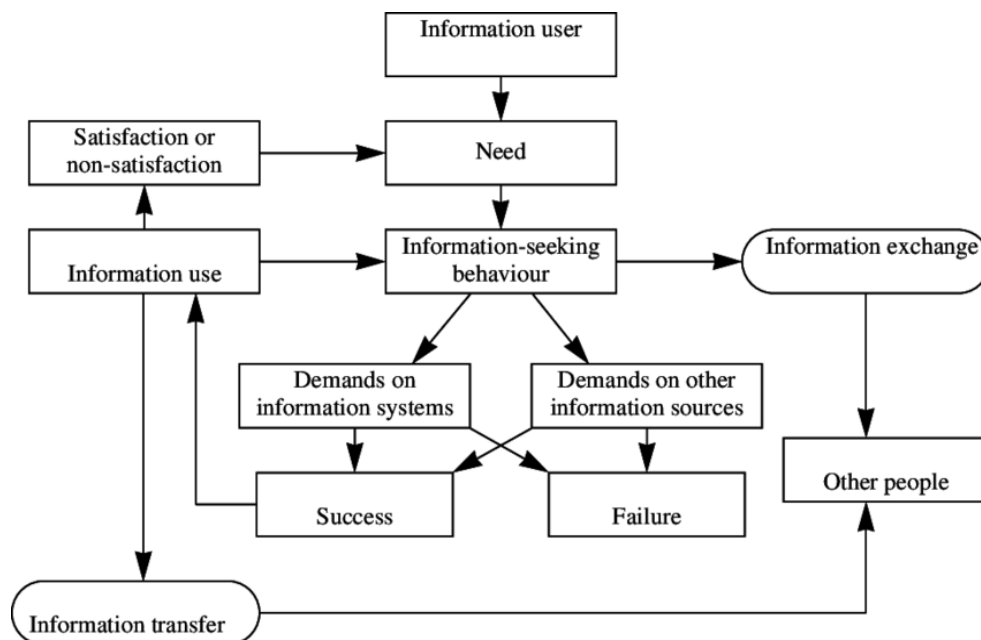 Information user
Satisfaction or
non-satisfaction
Need
Information use
Information-seeking
behaviour
Information exchange
Demands on
information systems
Demands on other
information sources
Success
Failure
Other people
Information transfer